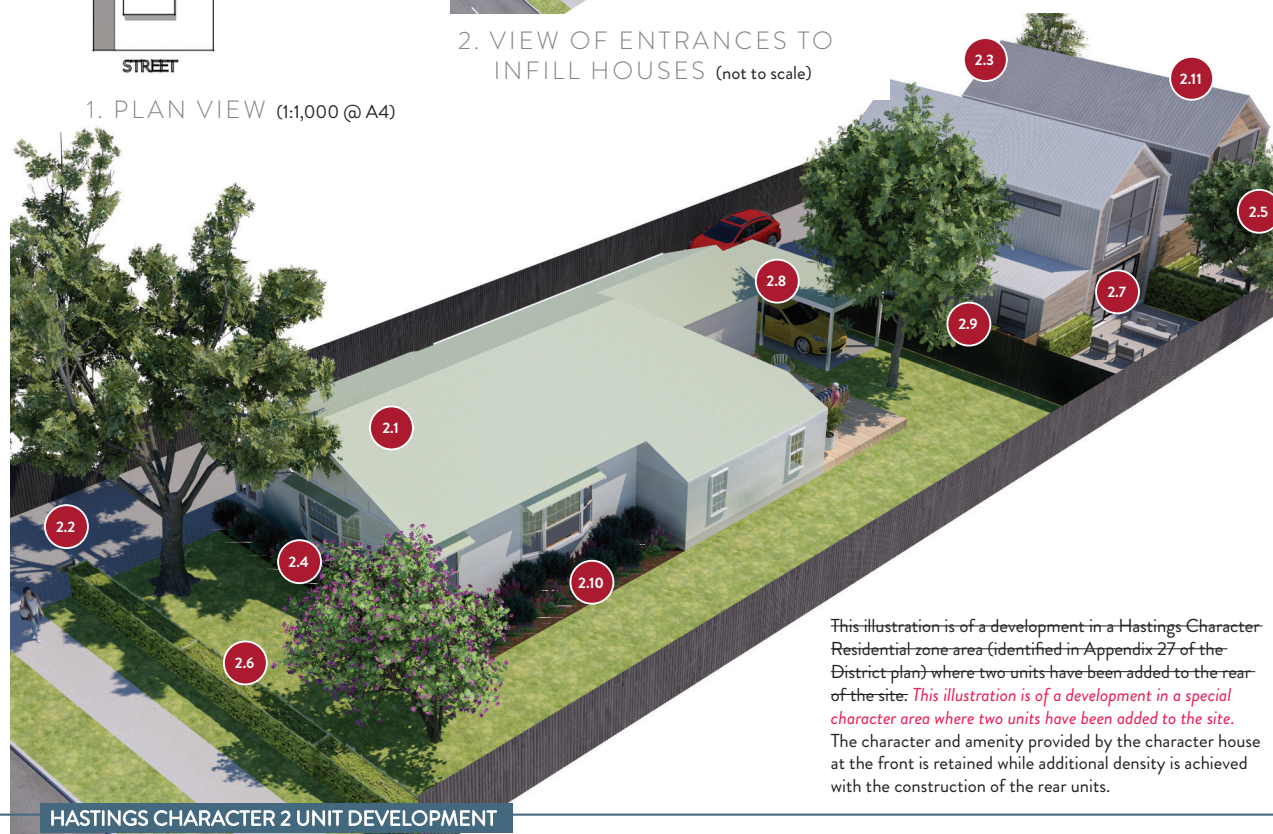 STREET
1. PLAN VIEW (1:1,000 @ A4)
2. VIEW OF ENTRANCES TO
INFILL HOUSES (not to scale)
2.3
2.11
2.5
2.8
2.7
2.9
2.1
2.2
2.4
2.10
2.6
This illustration is of a development in a Hastings Character
Residential zone area (identified in Appendix 27 of the
District plan) where two units have been added to the rear
of the site. This illustration is of a development in a special
character area where two units have been added to the site.
The character and amenity provided by the character house
at the front is retained while additional density is achieved
with the construction of the rear units.
HASTINGS CHARACTER 2 UNIT DEVELOPMENT